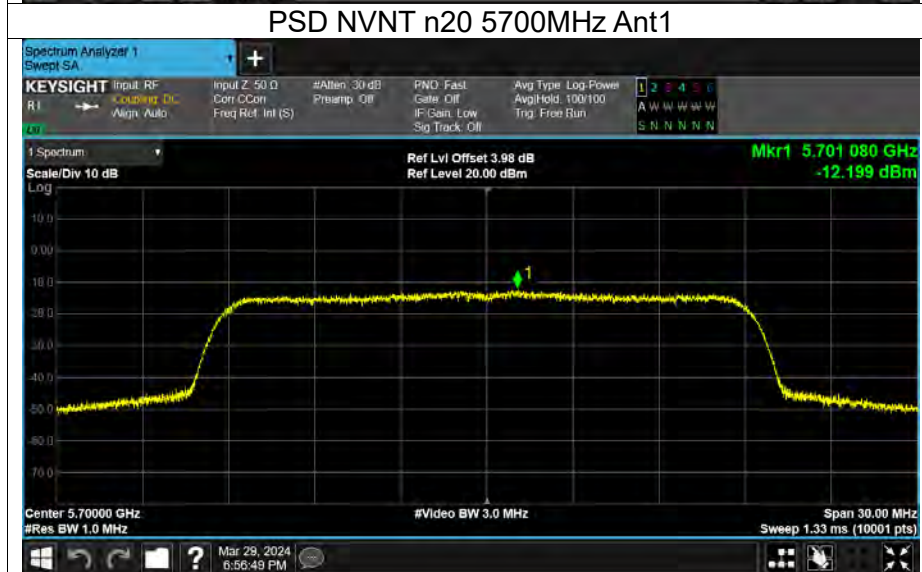 PSD NVNT n20 5700MHz Ant1
Spectrum Analyzer 1
Swept SA
+
KEYSIGHT Input: RF Input Z: 50 Ω #Atten: 30 dB PNO: Fast Avg Type: Log-Power 1 2 3 4 5 6
Coupling: DC Corr CCorr Preamp: Off Gate: Off Avg|Hold: 100/100 A W W W W W
Align: Auto Freq Ref: Int (S) IF Gain: Low Trig: Free Run
Sig Track: Off S N N N N N
1 Spectrum
Ref Lvl Offset 3.98 dB Mkr1 5.701 080 GHz
Scale/Div 10 dB Ref Level 20.00 dBm -12.199 dBm
Log
10.0
0.00
-10.0
1
-20.0
-30.0
-40.0
-50.0
-60.0
-70.0
Center 5.70000 GHz #Video BW 3.0 MHz Span 30.00 MHz
#Res BW 1.0 MHz Sweep 1.33 ms (10001 pts)
? Mar 29, 2024
6:56:49 PM